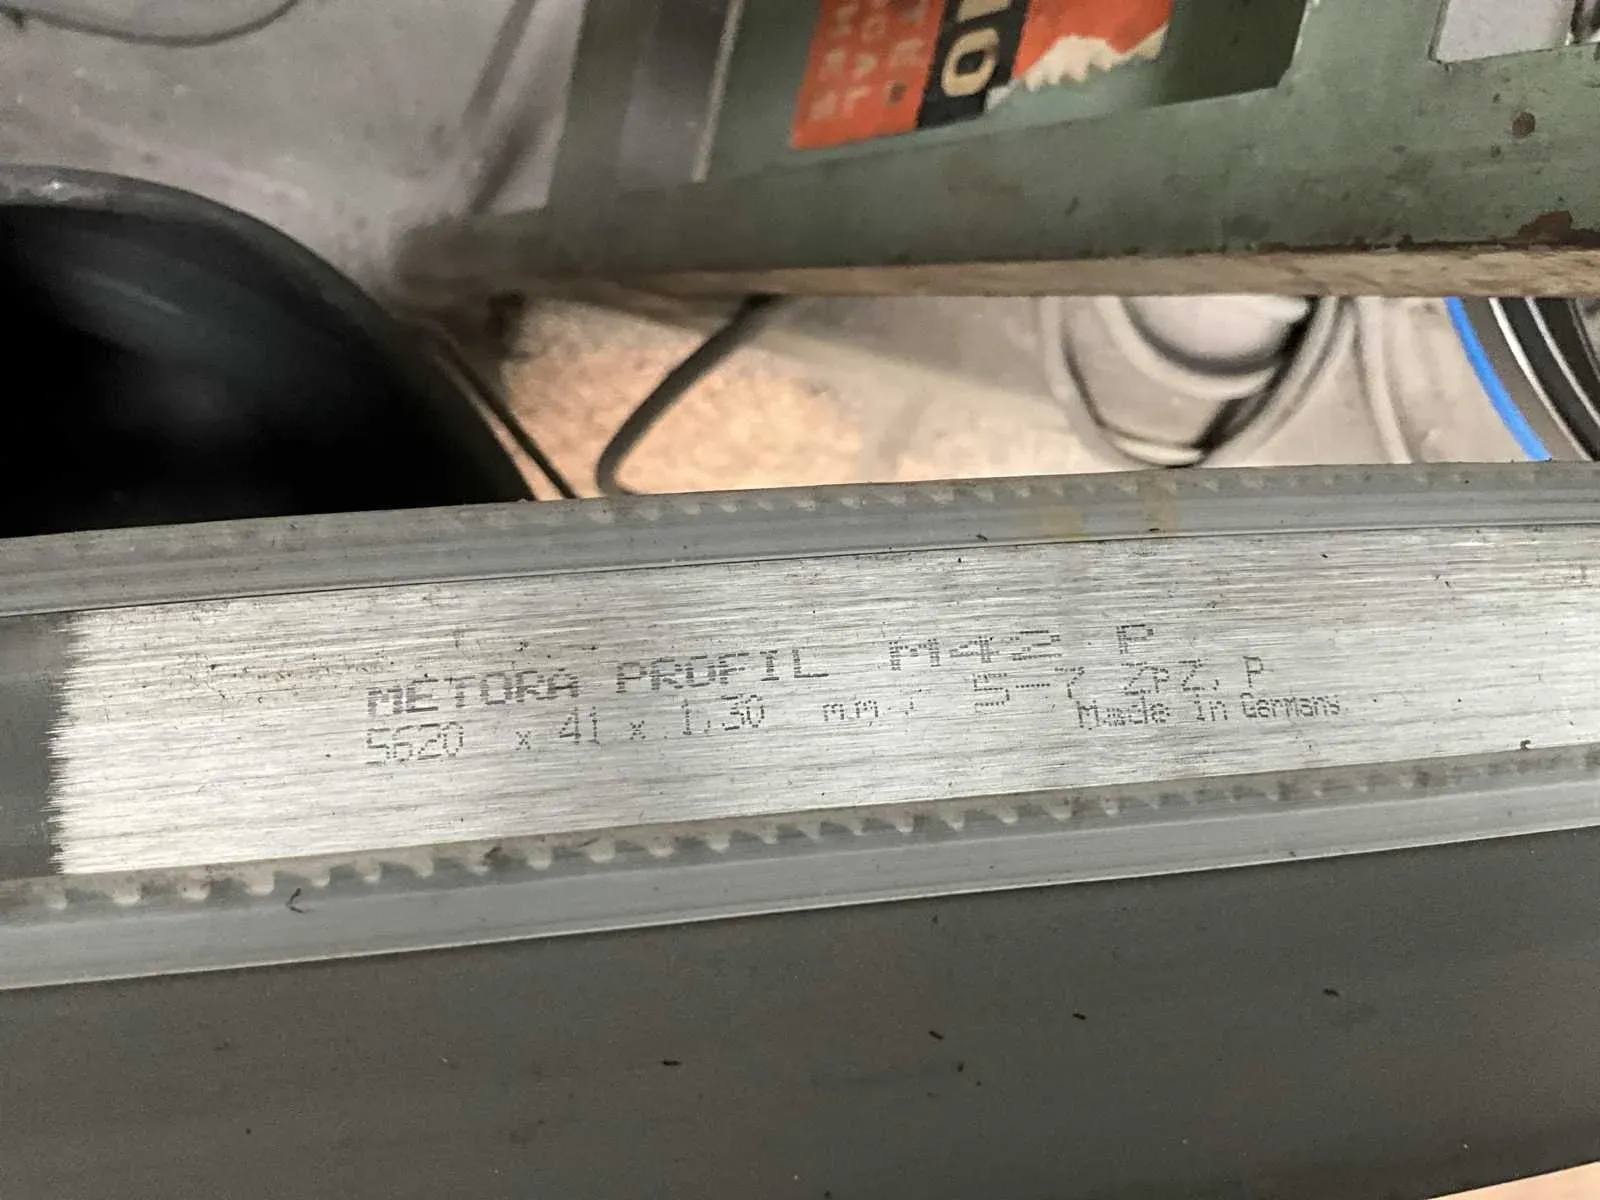 METORA PROFIL M42 P
5620 x 41 x 1,30 mm, 5-7 ZpZ, P
Made in Germany